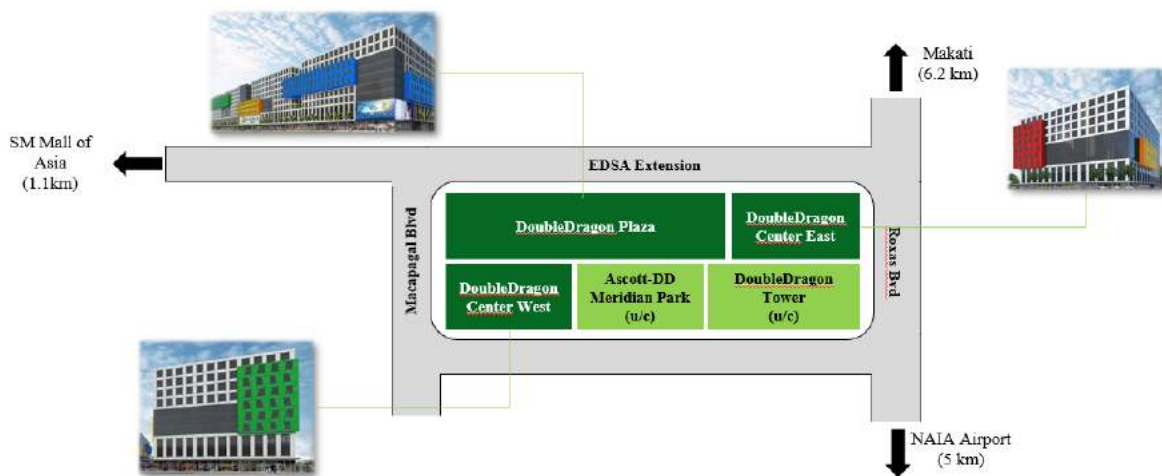 Makati
(6.2 km)
SM Mall of
Asia
(1.1km)
EDSA Extension
Macapagal Blvd
DoubleDragon Plaza
DoubleDragon
Center East
Roxas Bvd
DoubleDragon
Center West
Ascott-DD
Meridian Park
(u/c)
DoubleDragon
Tower
(u/c)
NAIA Airport
(5 km)